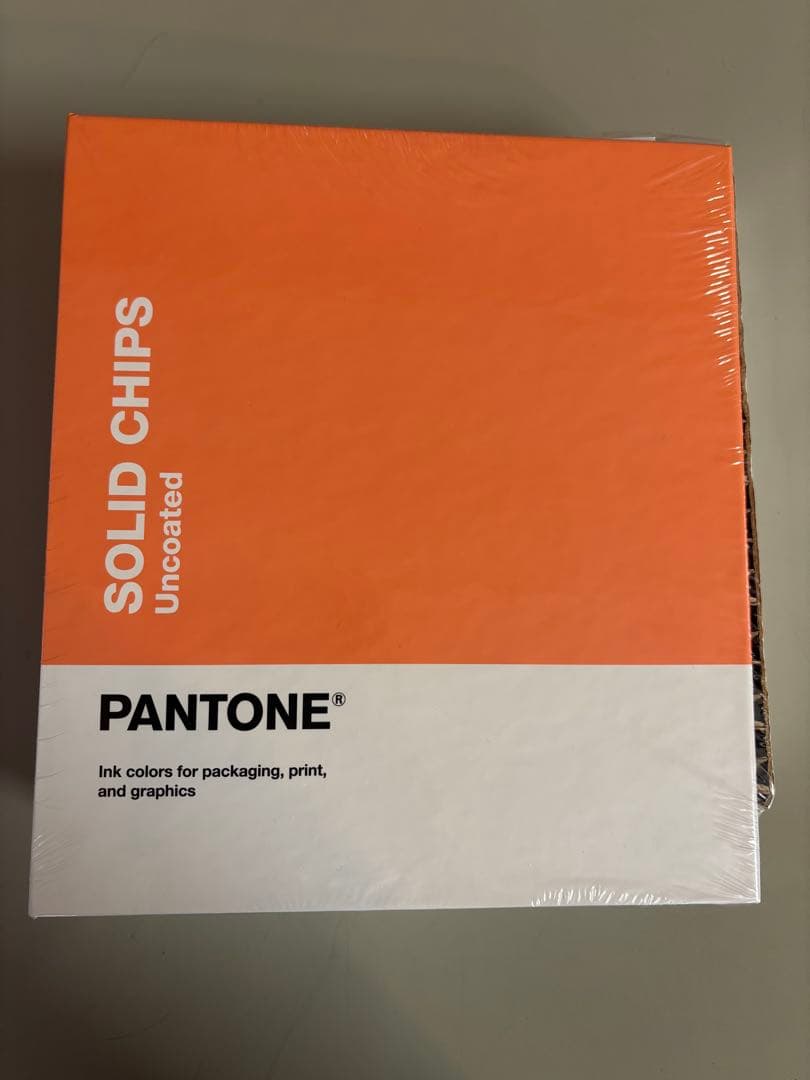 SOLID CHIPS
Uncoated
PANTONE®
Ink colors for packaging, print,
and graphics